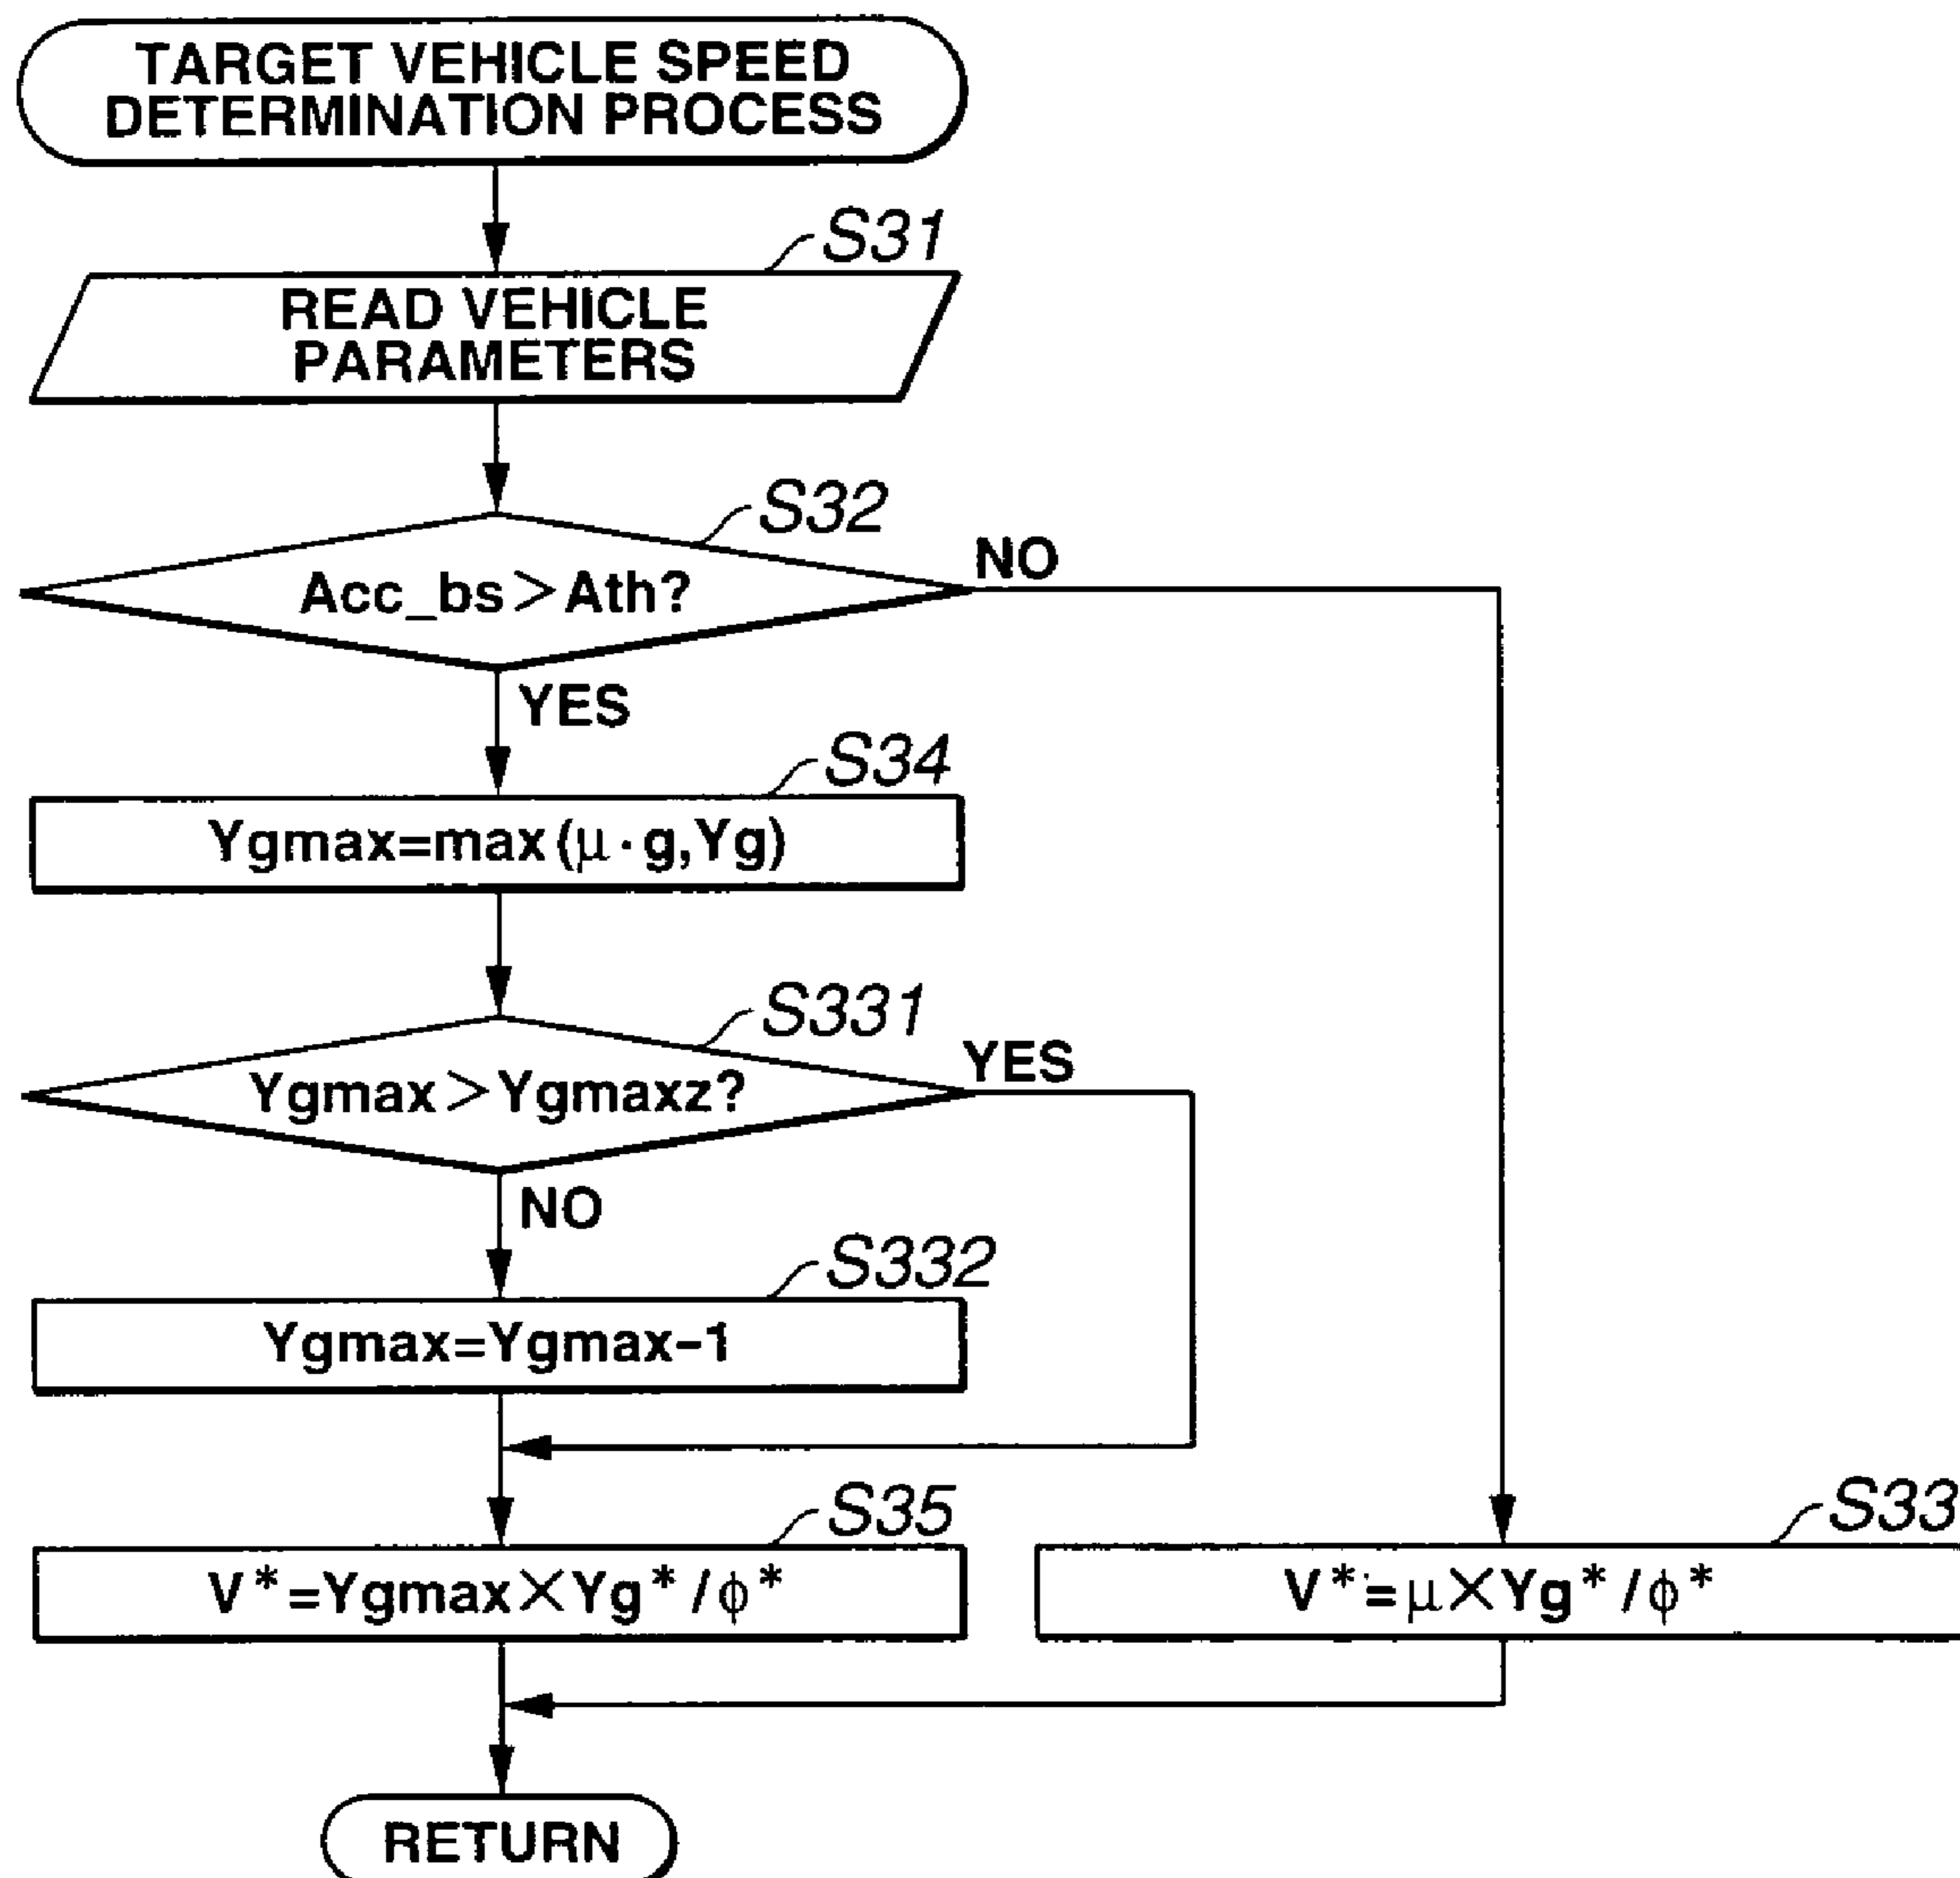 TARGET VEHICLE SPEED
DETERMINATION PROCESS
S31
READ VEHICLE
PARAMETERS
S32
Acc_bs>Ath?
NO
YES
S34
Ygmax=max(μ·g,Yg)
S331
Ygmax>Ygmaxz?
YES
NO
S332
Ygmax=Ygmax-1
S35
V*=Ygmax×Yg*/ϕ*
S33
V*=μ×Yg*/ϕ*
RETURN